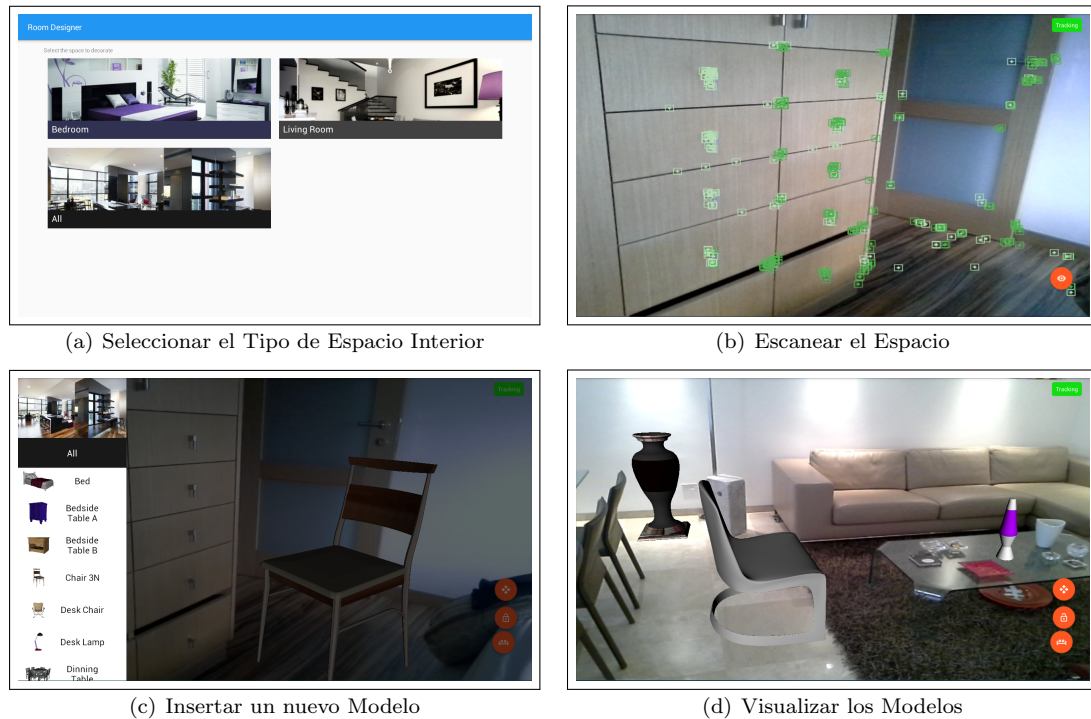 Room Designer
Select the space to decorate
Bedroom
Living Room
All
(a) Seleccionar el Tipo de Espacio Interior
Tracking
(b) Escanear el Espacio
All
Bed
Bedside
Table A
Bedside
Table B
Chair 3N
Desk Chair
Desk Lamp
Dinning
Table
Tracking
(c) Insertar un nuevo Modelo
Tracking
(d) Visualizar los Modelos